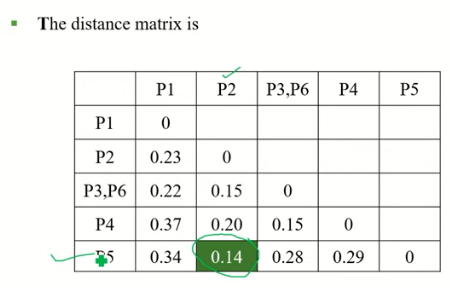 The distance matrix is
P1 P2 P3,P6 P4 P5
P1 0
P2 0.23 0
P3,P6 0.22 0.15 0
P4 0.37 0.20 0.15 0
P5 0.34 0.14 0.28 0.29 0